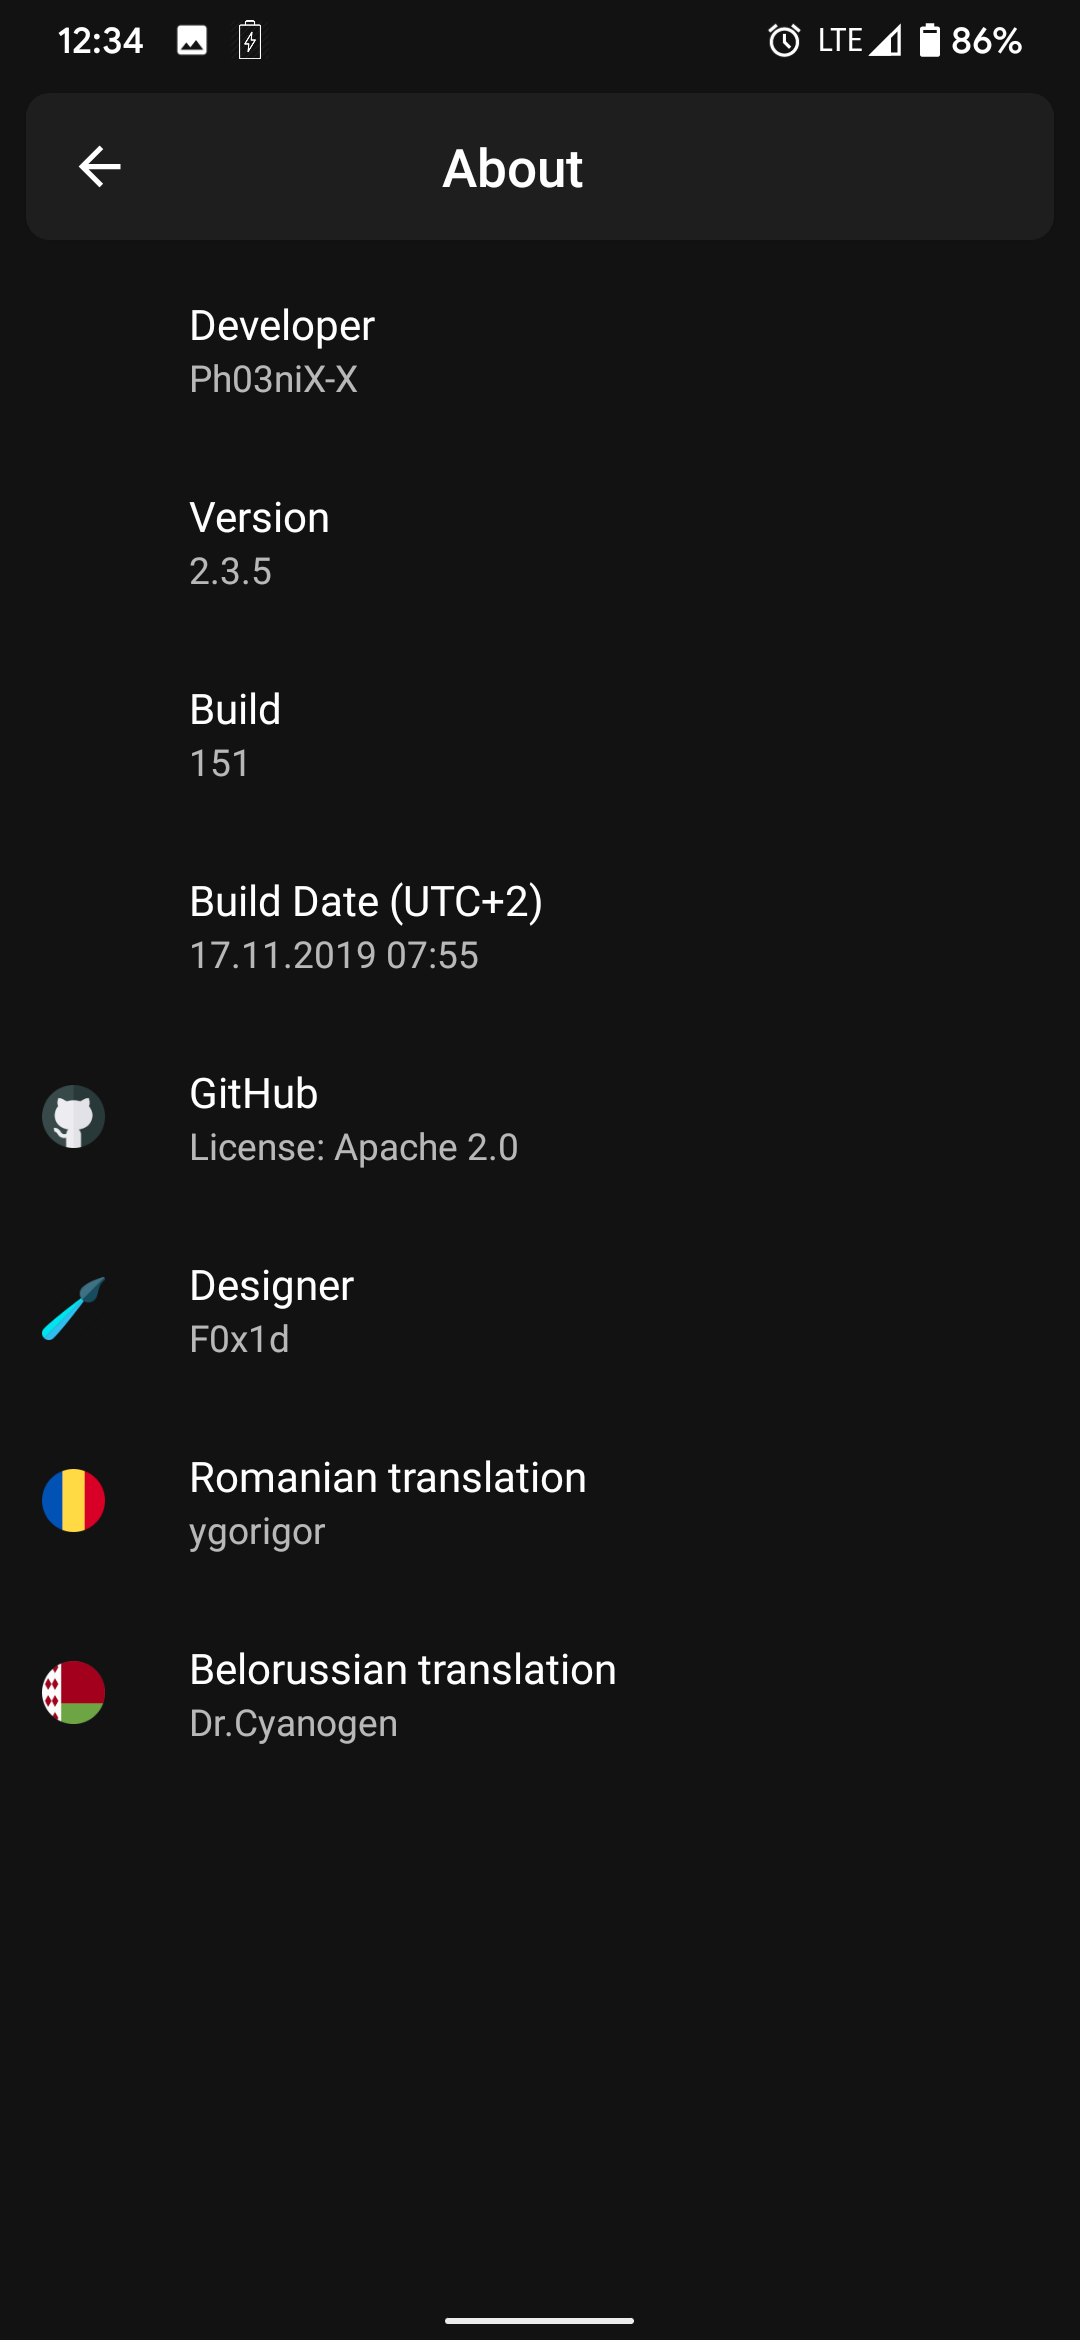 12:34 LTE 86%
About
Developer
Ph03niX-X
Version
2.3.5
Build
151
Build Date (UTC+2)
17.11.2019 07:55
GitHub
License: Apache 2.0
Designer
F0x1d
Romanian translation
ygorigor
Belorussian translation
Dr.Cyanogen